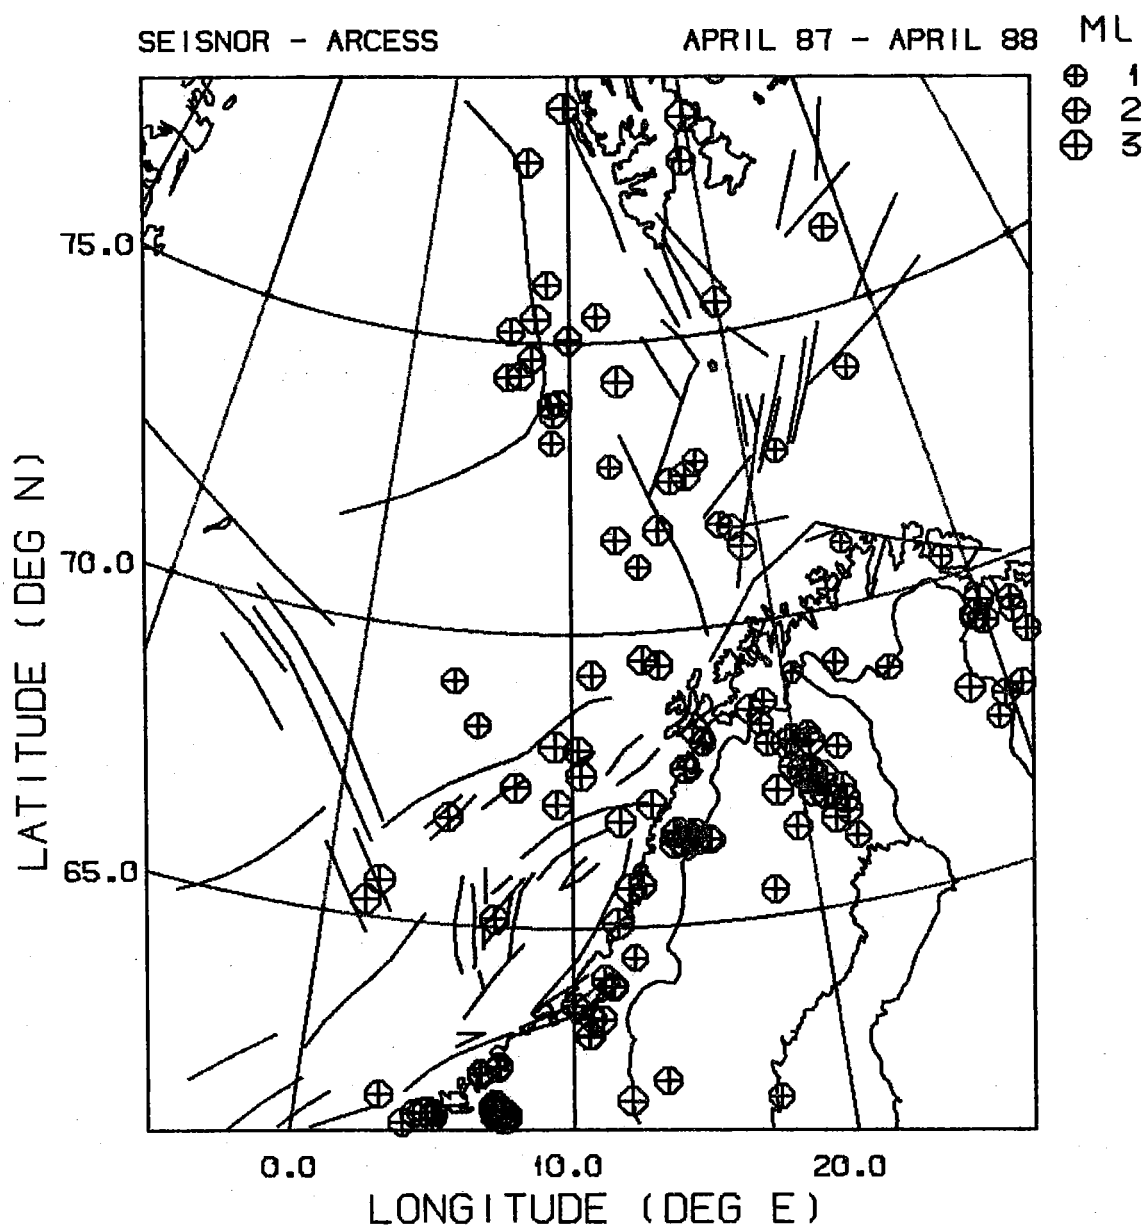 SEISNOR - ARCESS APRIL 87 - APRIL 88 ML
1
2
3
75.0
70.0
65.0
LATITUDE (DEG N)
0.0 10.0 20.0
LONGITUDE (DEG E)